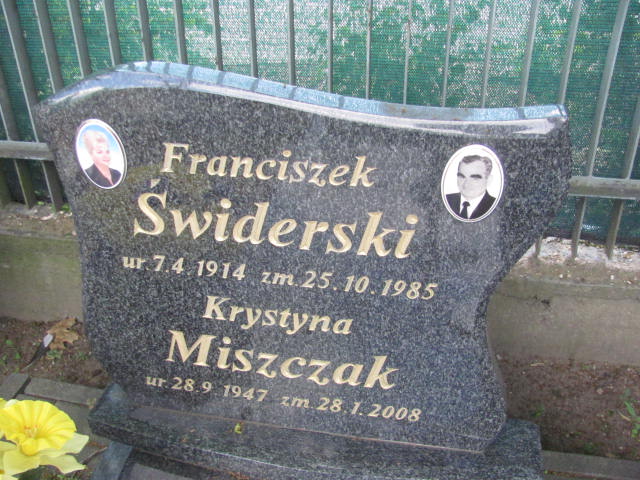 Franciszek
Świderski
ur.7.4.1914 zm.25.10.1985
Krystyna
Miszczak
ur.28.9 1947 zm.28.1.2008